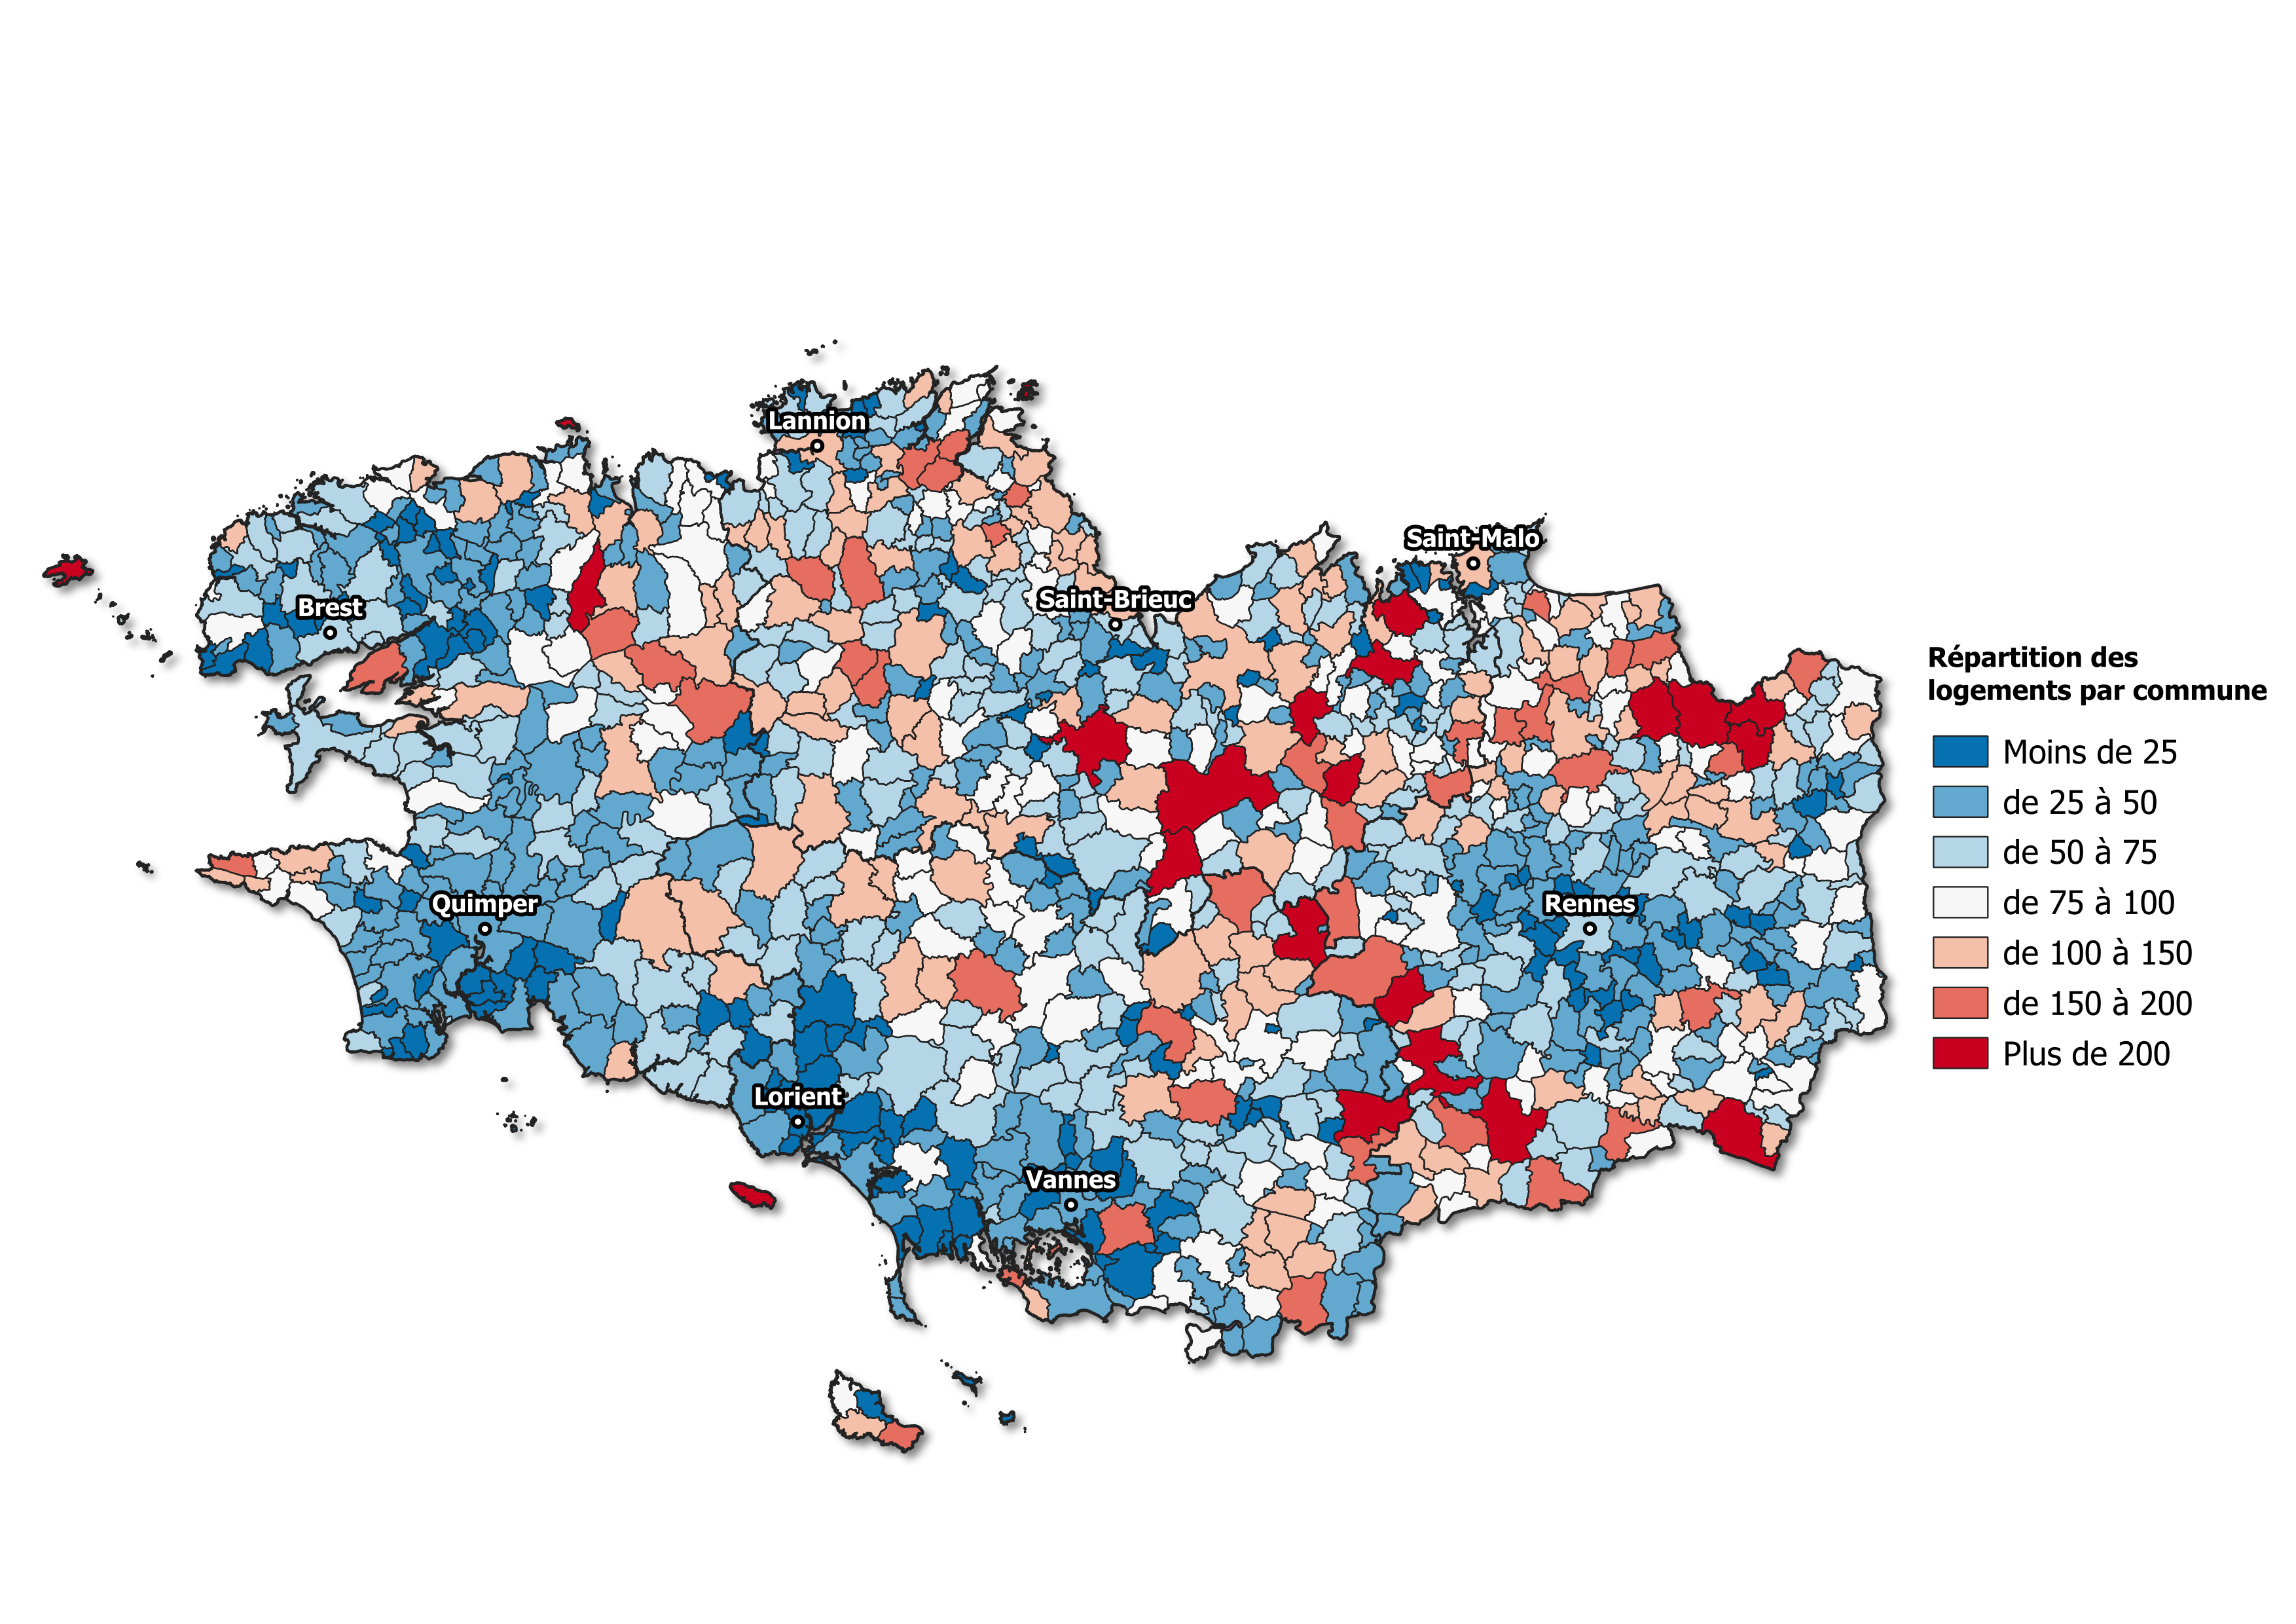 Lannion
Saint-Malo
Saint-Brieuc
Brest
Répartition des
logements par commune
Moins de 25
de 25 à 50
de 50 à 75
de 75 à 100
de 100 à 150
de 150 à 200
Plus de 200
Quimper
Rennes
Lorient
Vannes